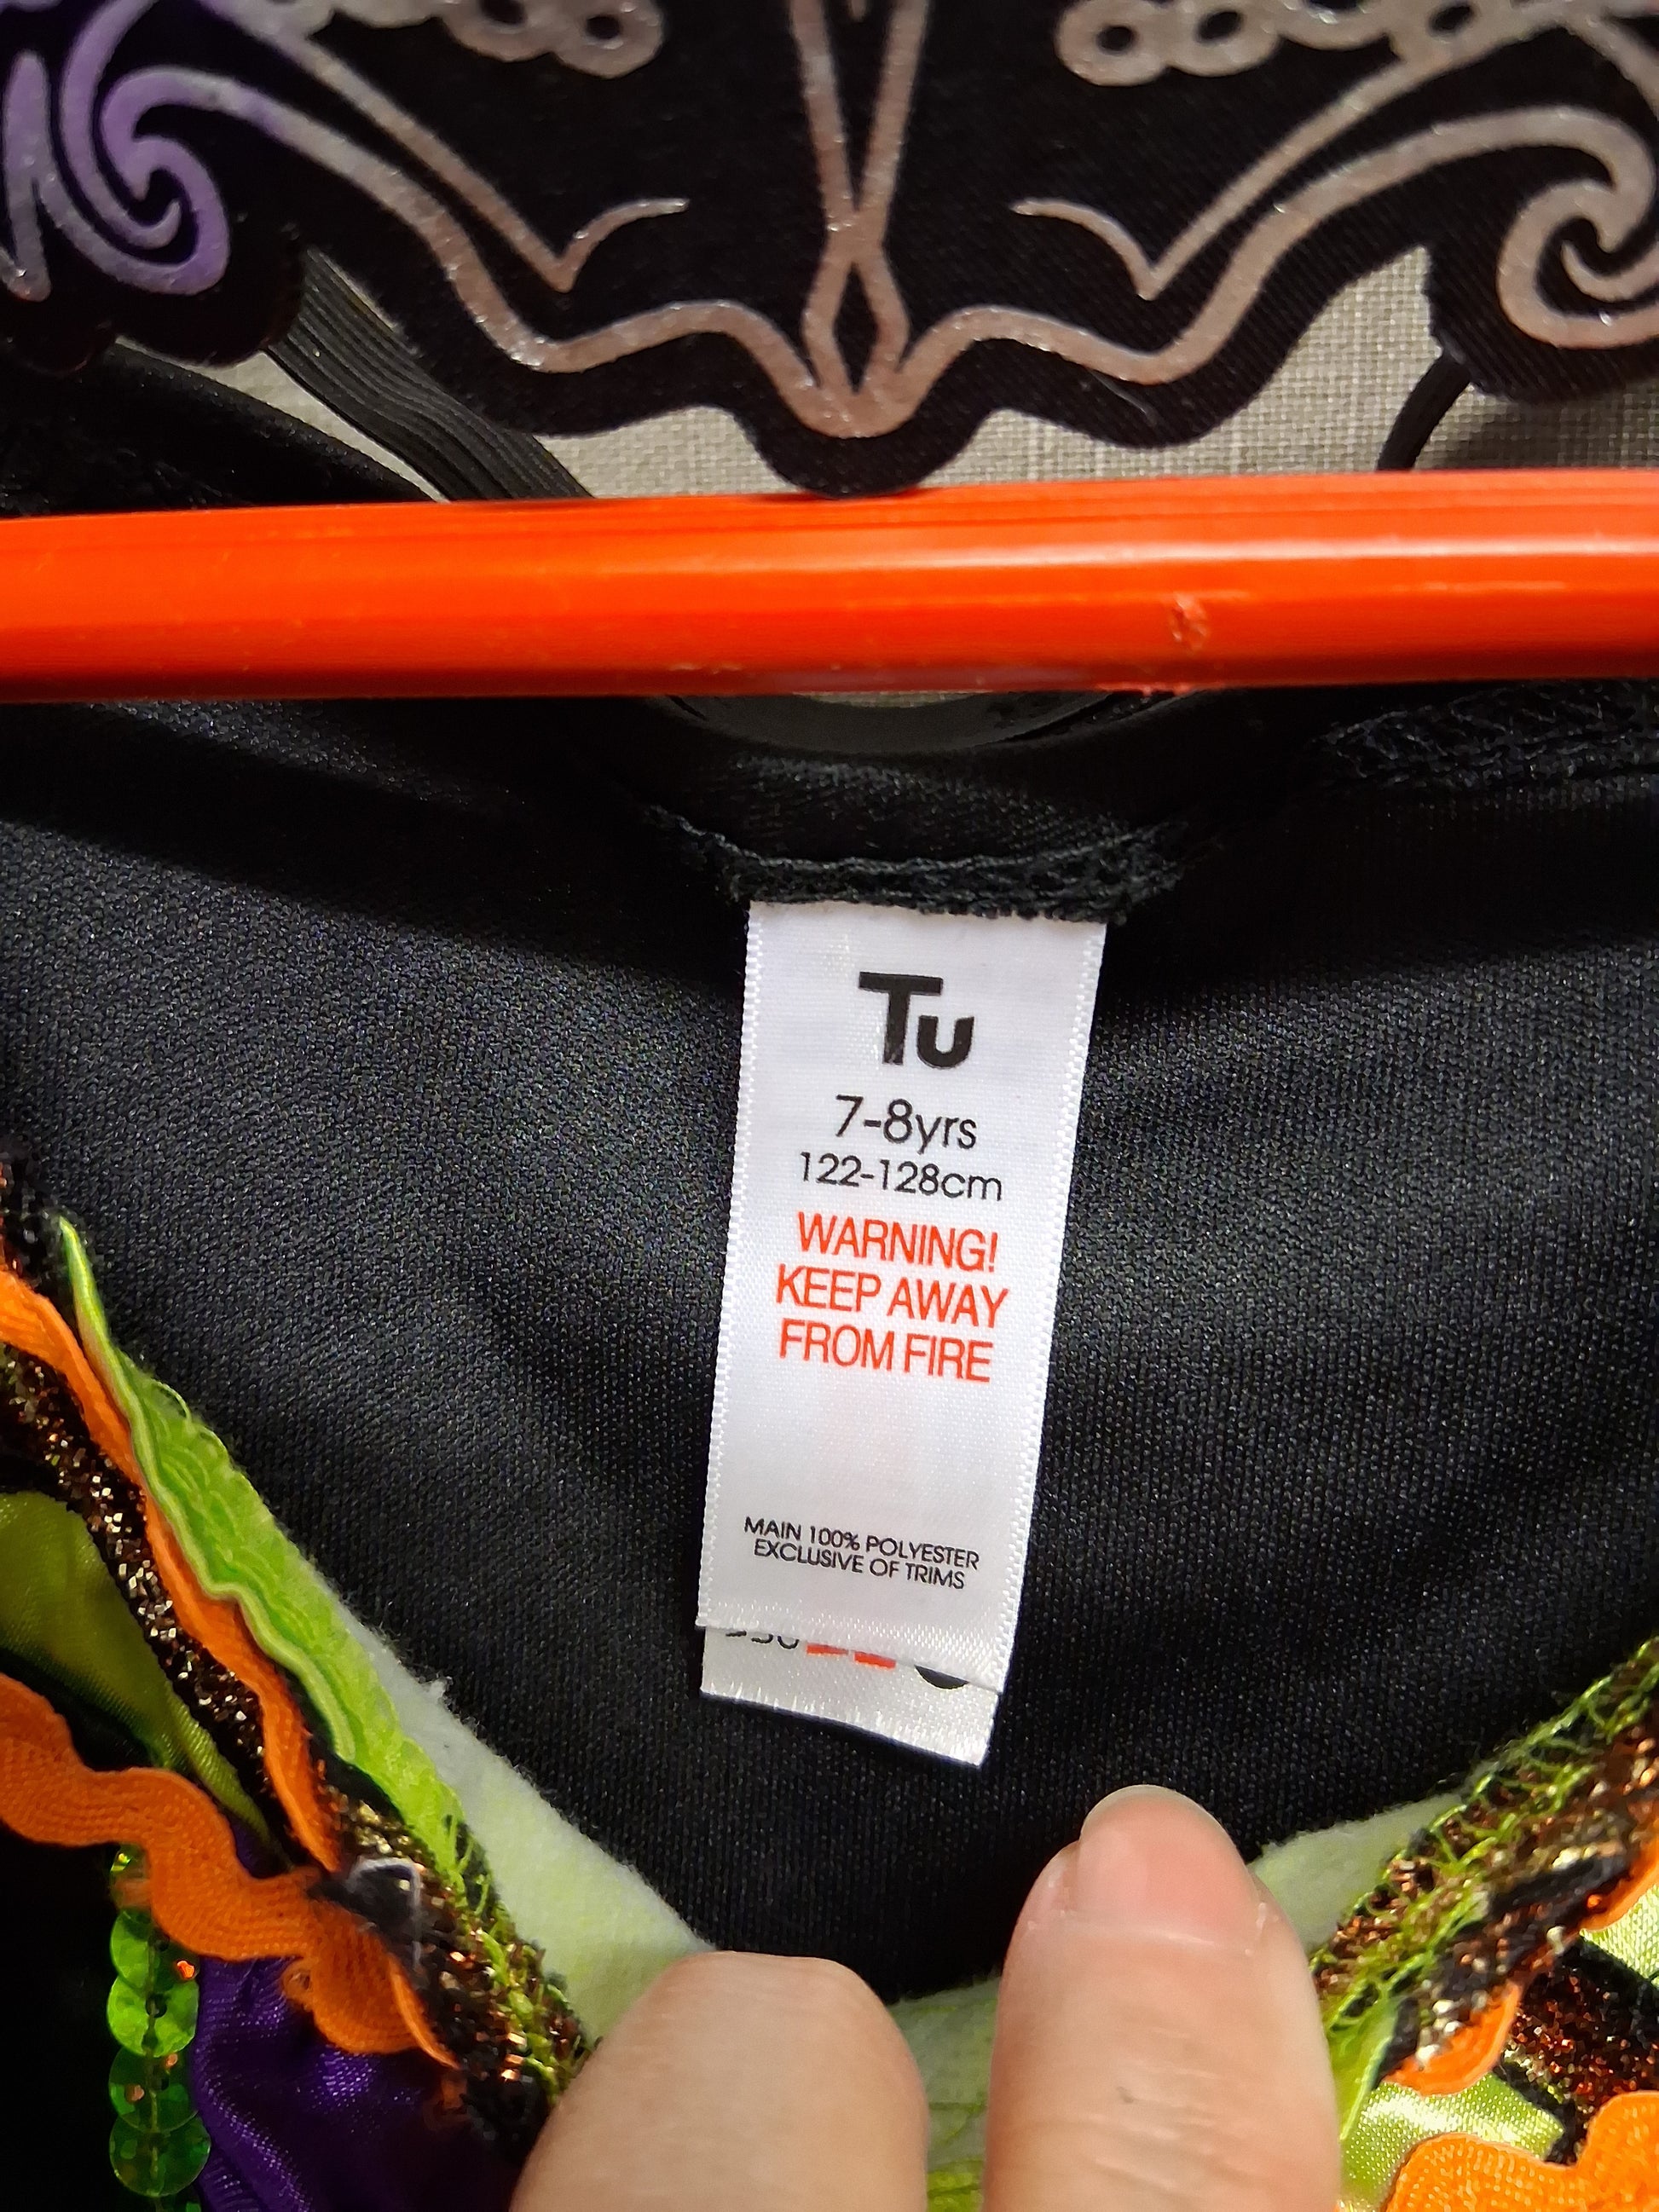 Tu
7-8yrs
122-128cm
WARNING!
KEEP AWAY
FROM FIRE
MAIN 100% POLYESTER
EXCLUSIVE OF TRIMS